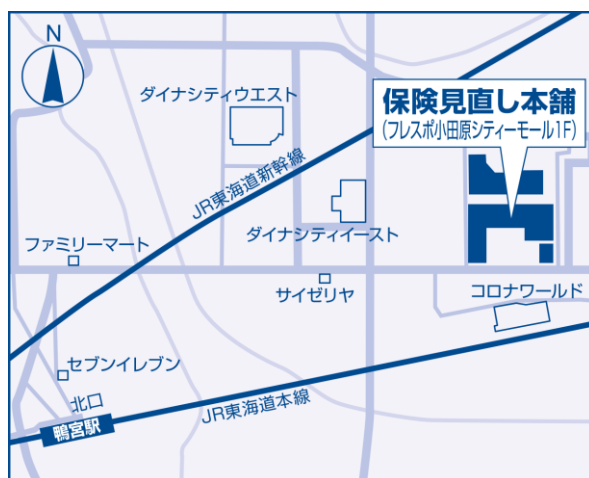 N
ダイナシティウエスト
保険見直し本舗
(フレスポ小田原シティーモール1F)
JR東海道新幹線
ダイナシティイースト
ファミリーマート
サイゼリヤ
コロナワールド
セブンイレブン
北口
鴨宮駅
JR東海道本線